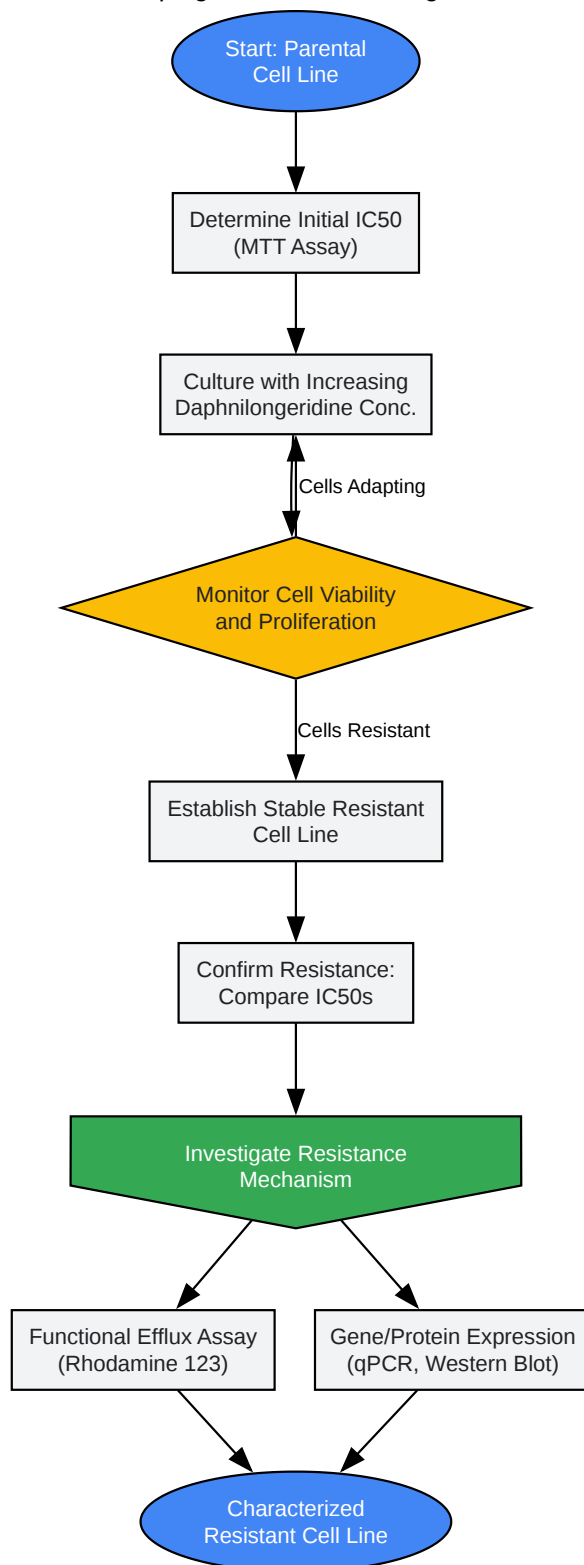 Start: Parental
Cell Line
Determine Initial IC50
(MTT Assay)
Culture with Increasing
Daphnilongeridine Conc.
Cells Adapting
Monitor Cell Viability
and Proliferation
Cells Resistant
Establish Stable Resistant
Cell Line
Confirm Resistance:
Compare IC50s
Investigate Resistance
Mechanism
Functional Efflux Assay
(Rhodamine 123)
Gene/Protein Expression
(qPCR, Western Blot)
Characterized
Resistant Cell Line